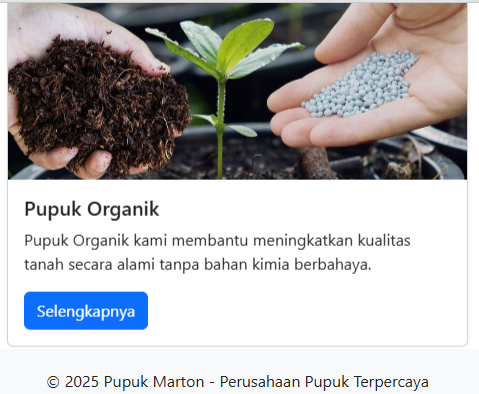 Pupuk Organik
Pupuk Organik kami membantu meningkatkan kualitas
tanah secara alami tanpa bahan kimia berbahaya.
Selengkapnya
© 2025 Pupuk Marton - Perusahaan Pupuk Terpercaya